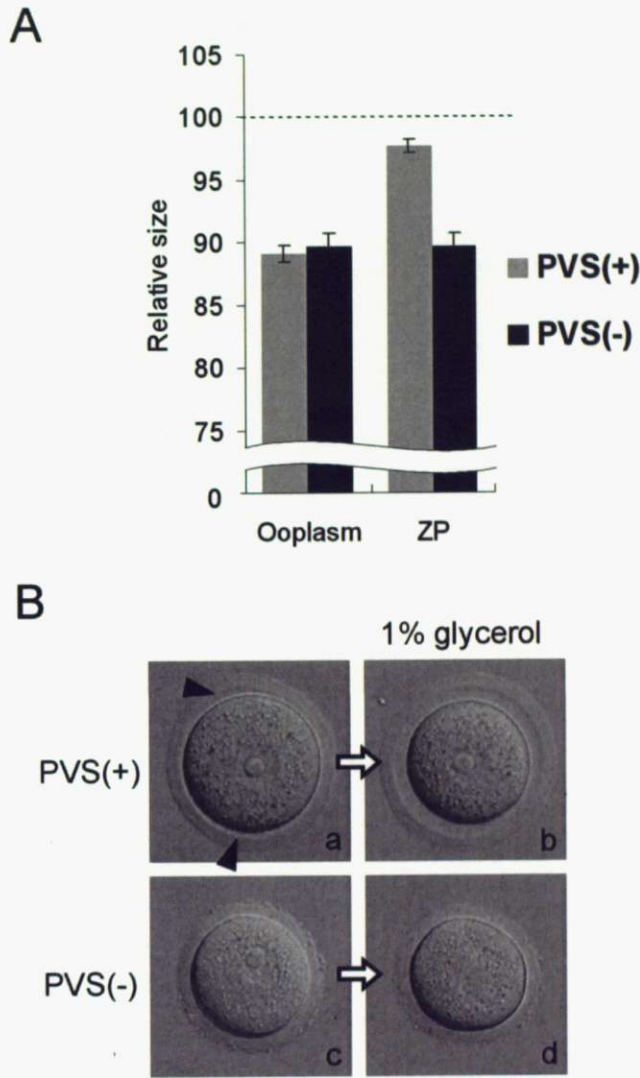 A
105
100
95
90
85
80
75
0
Relative size
Ooplasm ZP
PVS(+)
PVS(-)
B
1% glycerol
PVS(+)
a
b
PVS(-)
c
d